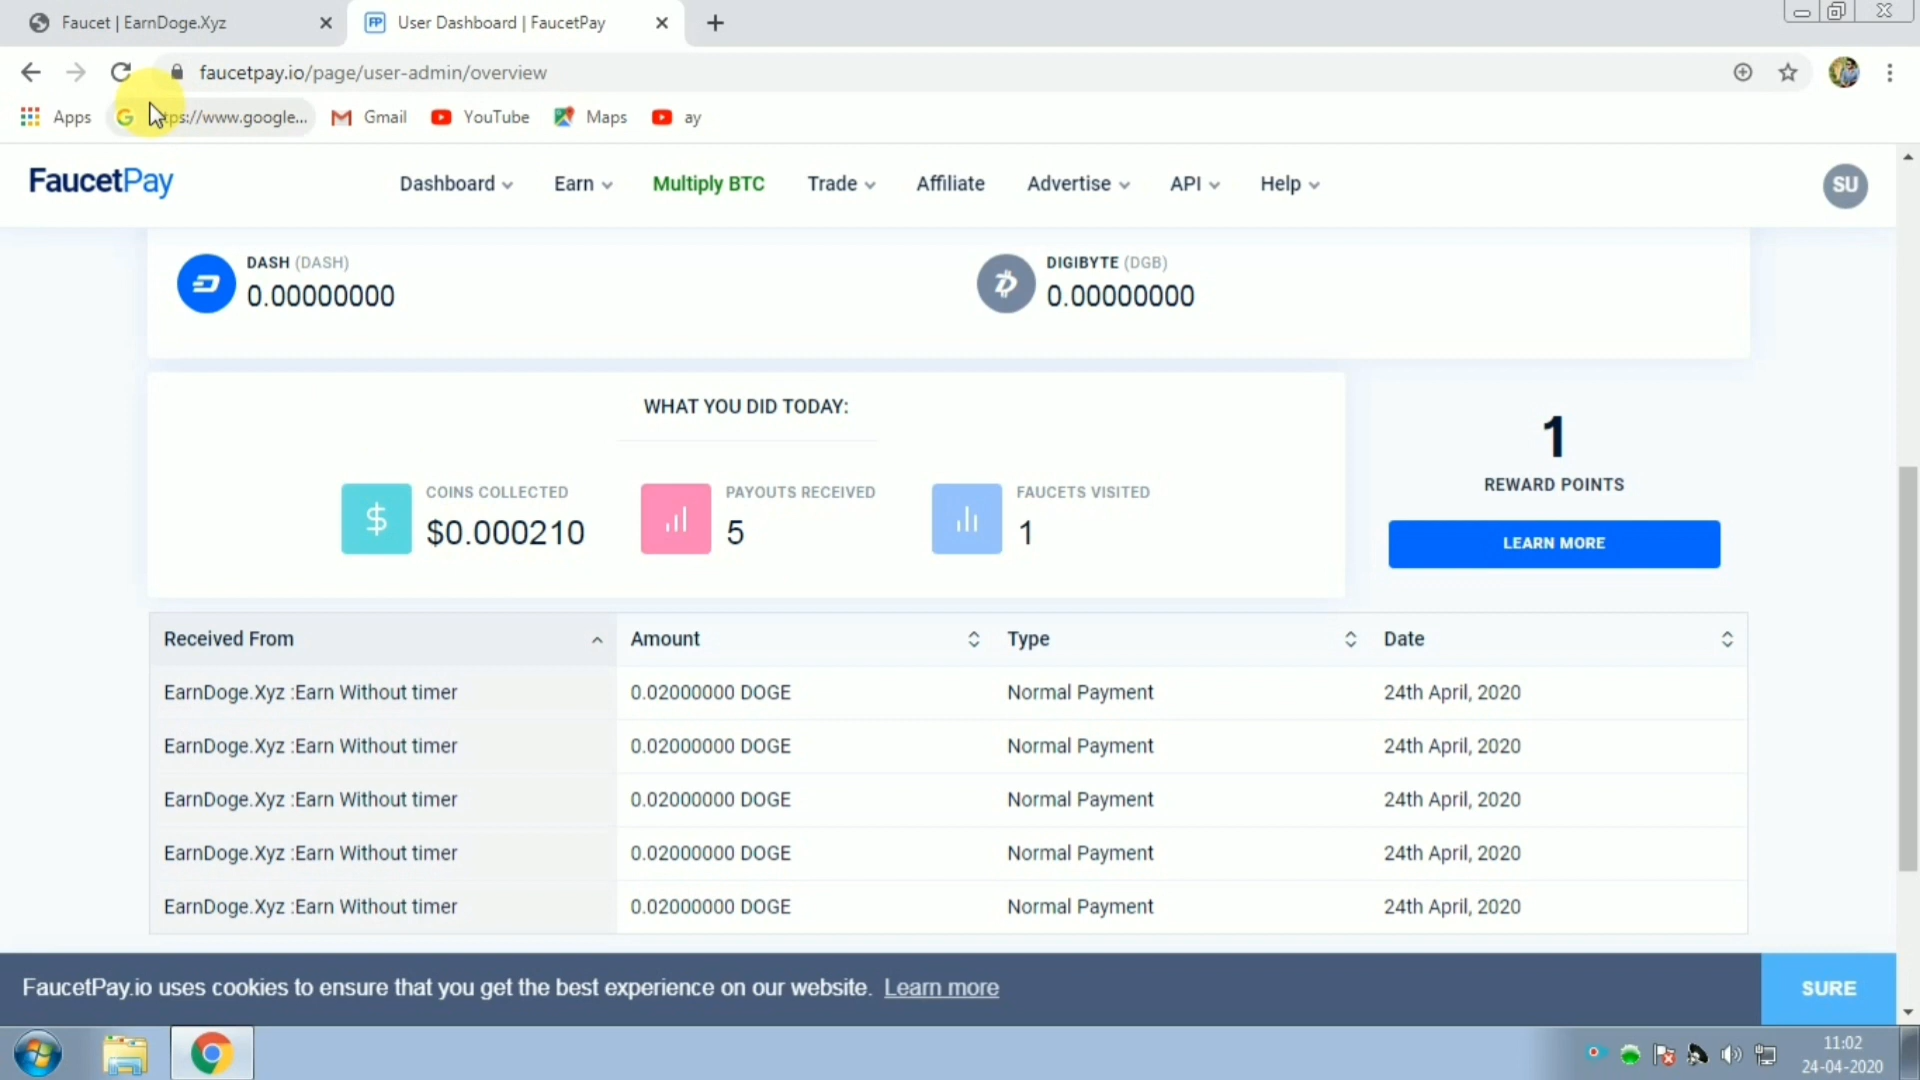 Faucet | EarnDoge.Xyz
User Dashboard | FaucetPay
faucetpay.io/page/user-admin/overview
Apps
ps://www.google...
Gmail
YouTube
Maps
ay
FaucetPay
Dashboard
Earn
Multiply BTC
Trade
Affiliate
Advertise
API
Help
SU
DASH (DASH)
0.00000000
DIGIBYTE (DGB)
0.00000000
WHAT YOU DID TODAY:
COINS COLLECTED
$0.000210
PAYOUTS RECEIVED
5
FAUCETS VISITED
1
1
REWARD POINTS
LEARN MORE
Received From Amount Type Date
EarnDoge.Xyz :Earn Without timer 0.02000000 DOGE Normal Payment 24th April, 2020
EarnDoge.Xyz :Earn Without timer 0.02000000 DOGE Normal Payment 24th April, 2020
EarnDoge.Xyz :Earn Without timer 0.02000000 DOGE Normal Payment 24th April, 2020
EarnDoge.Xyz :Earn Without timer 0.02000000 DOGE Normal Payment 24th April, 2020
EarnDoge.Xyz :Earn Without timer 0.02000000 DOGE Normal Payment 24th April, 2020
FaucetPay.io uses cookies to ensure that you get the best experience on our website. Learn more
SURE
11:02
24-04-2020